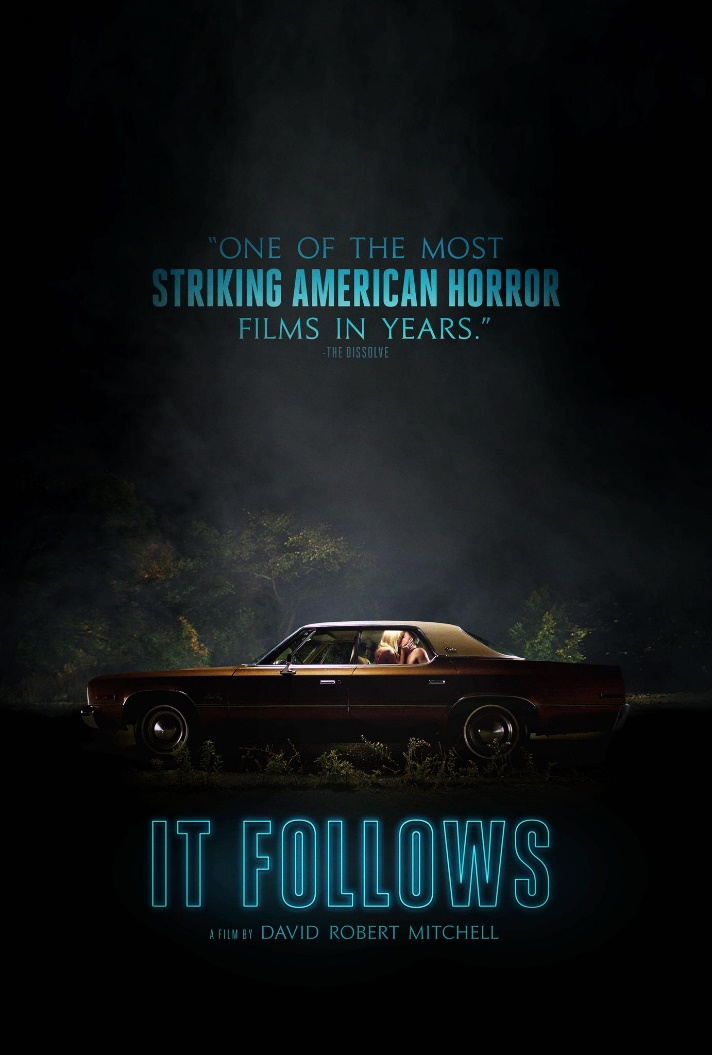 “ONE OF THE MOST
STRIKING AMERICAN HORROR
FILMS IN YEARS.”
-THE DISSOLVE
IT FOLLOWS
A FILM BY DAVID ROBERT MITCHELL